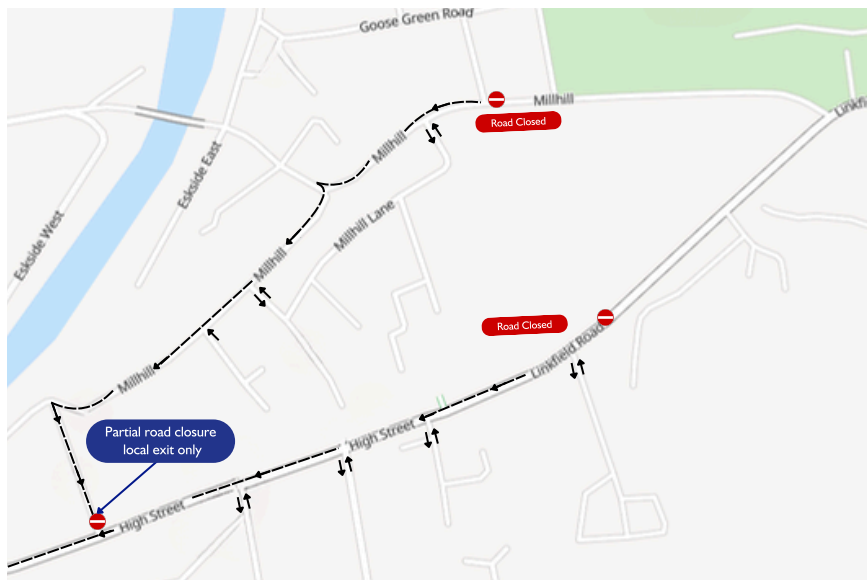 Goose Green Road
Millhill
Linkfi
Road Closed
Millhill
Eskside East
Millhill Lane
Eskside West
Millhill
Road Closed
Linkfield Road
Millhill
Partial road closure
local exit only
High Street
High Street